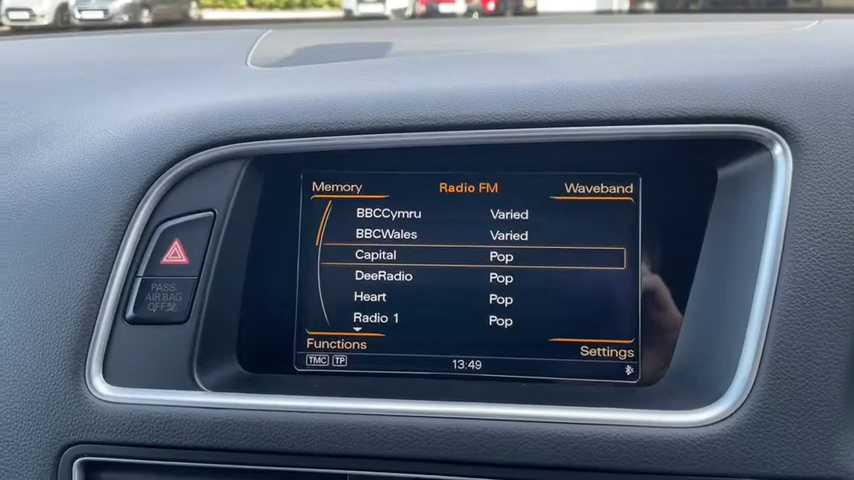 Memory Radio FM Waveband
BBCCymru Varied
BBCWales Varied
Capital Pop
DeeRadio Pop
Heart Pop
Radio 1 Pop
Functions Settings
TMC TP 13:49
PASS.
AIR BAG
OFF